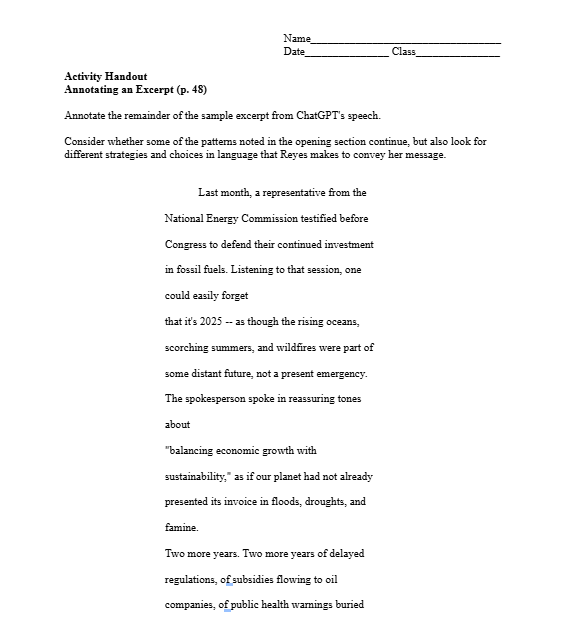 Name___________________________________
Date________________ Class________________
Activity Handout
Annotating an Excerpt (p. 48)
Annotate the remainder of the sample excerpt from ChatGPT's speech.
Consider whether some of the patterns noted in the opening section continue, but also look for
different strategies and choices in language that Reyes makes to convey her message.
Last month, a representative from the
National Energy Commission testified before
Congress to defend their continued investment
in fossil fuels. Listening to that session, one
could easily forget
that it's 2025 -- as though the rising oceans,
scorching summers, and wildfires were part of
some distant future, not a present emergency.
The spokesperson spoke in reassuring tones
about
"balancing economic growth with
sustainability," as if our planet had not already
presented its invoice in floods, droughts, and
famine.
Two more years. Two more years of delayed
regulations, of subsidies flowing to oil
companies, of public health warnings buried